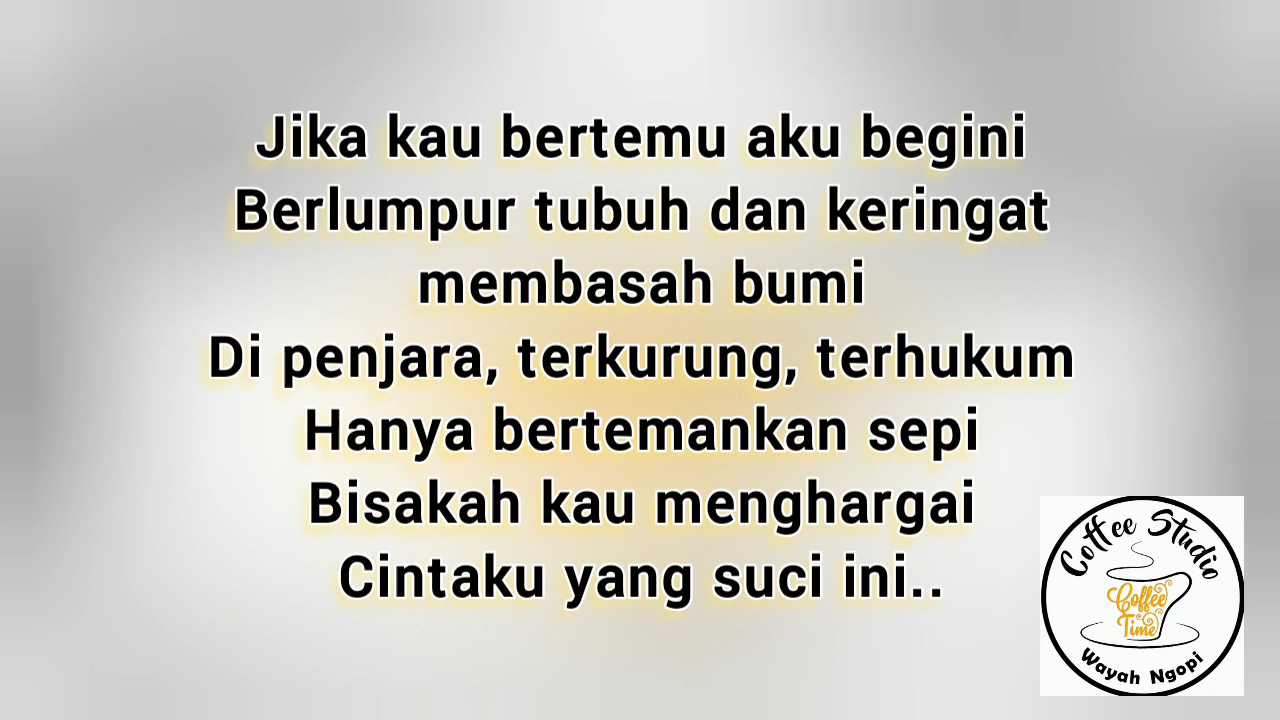 Jika kau bertemu aku begini
Berlumpur tubuh dan keringat
membasah bumi
Di penjara, terkurung, terhukum
Hanya bertemankan sepi
Bisakah kau menghargai
Cintaku yang suci ini..
Coffee Studio
Coffee
Time
Wayah Ngopi